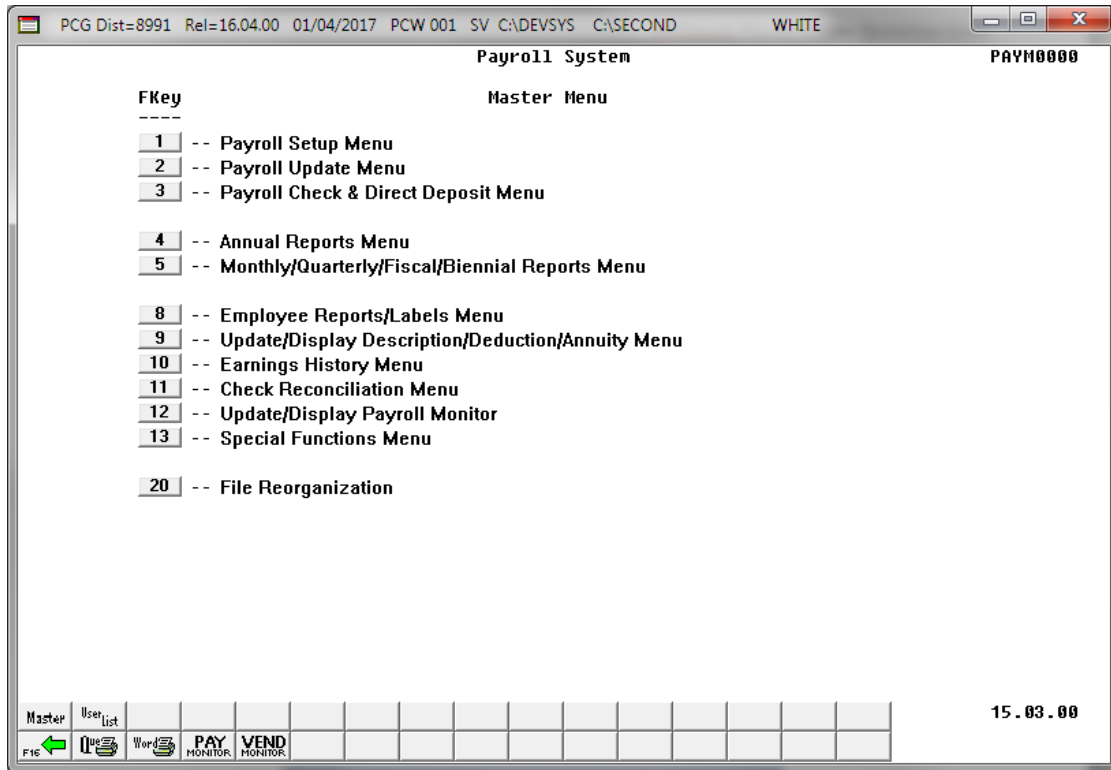 PCG Dist=8991 Rel=16.04.00 01/04/2017 PCW 001 SV C:\DEVSYS C:\SECOND WHITE
Payroll System PAYM0000
FKey Master Menu
----
1 -- Payroll Setup Menu
2 -- Payroll Update Menu
3 -- Payroll Check & Direct Deposit Menu
4 -- Annual Reports Menu
5 -- Monthly/Quarterly/Fiscal/Biennial Reports Menu
8 -- Employee Reports/Labels Menu
9 -- Update/Display Description/Deduction/Annuity Menu
10 -- Earnings History Menu
11 -- Check Reconciliation Menu
12 -- Update/Display Payroll Monitor
13 -- Special Functions Menu
20 -- File Reorganization
Master User List 15.03.00
F16 Que Word PAY MONITOR VEND MONITOR